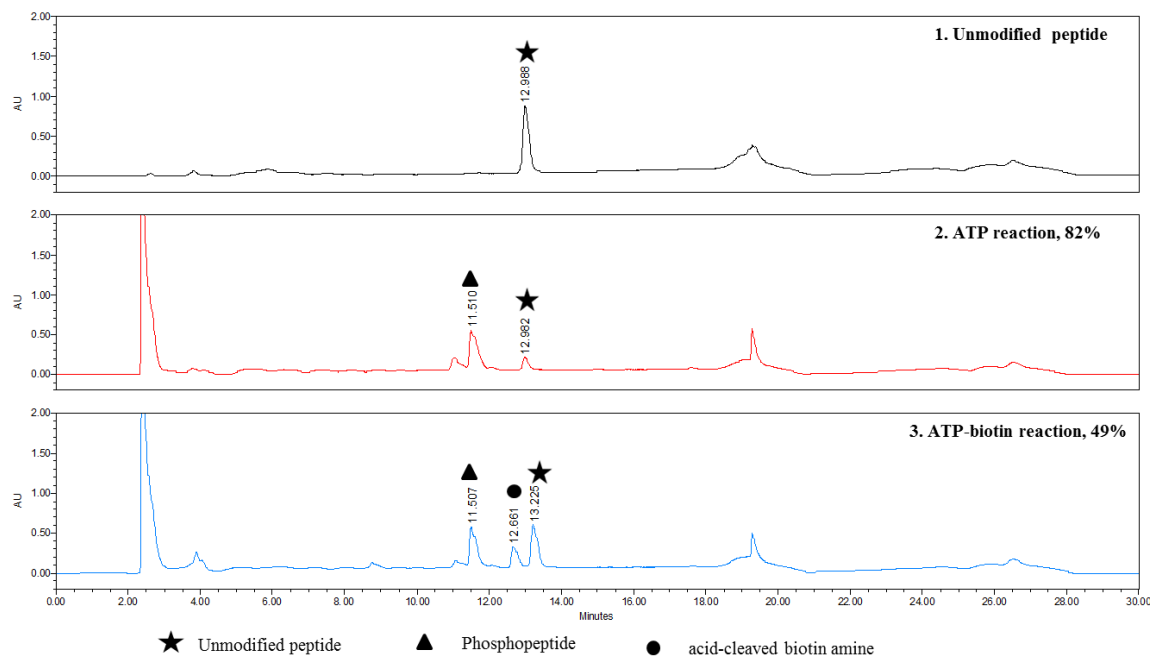 2.00
1.50
1.00
0.50
0.00
AU
12.988
1. Unmodified peptide
2.00
1.50
1.00
0.50
0.00
AU
11.510
12.982
2. ATP reaction, 82%
2.00
1.50
1.00
0.50
0.00
AU
11.507
12.661
13.225
3. ATP-biotin reaction, 49%
0.00 2.00 4.00 6.00 8.00 10.00 12.00 14.00 16.00 18.00 20.00 22.00 24.00 26.00 28.00 30.00
Minutes
Unmodified peptide Phosphopeptide acid-cleaved biotin amine